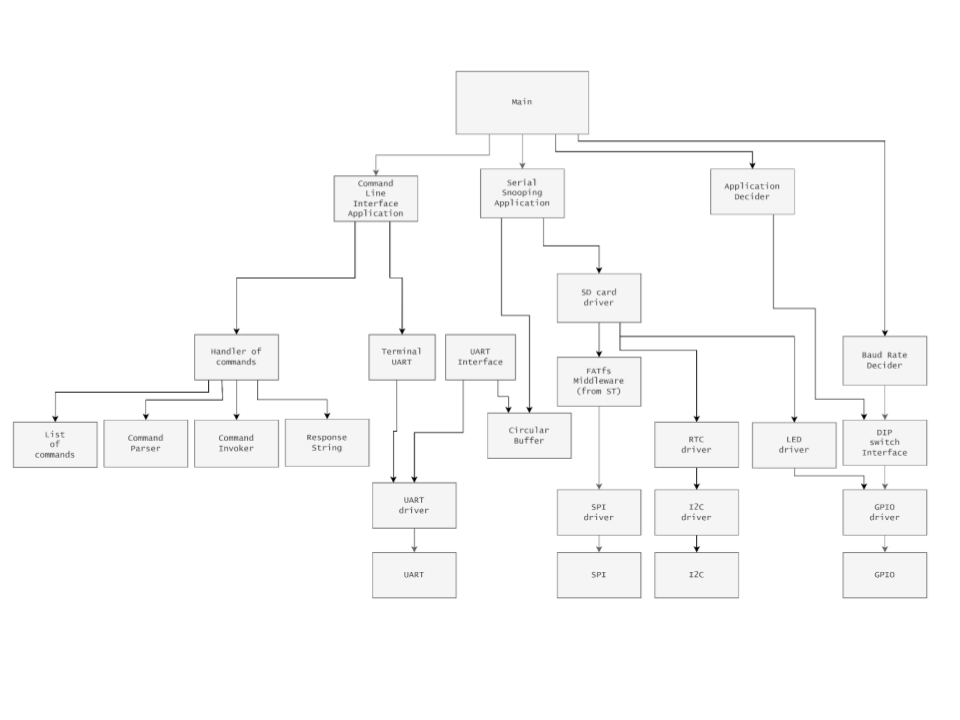 Main
Command
Line
Interface
Application
Serial
Snooping
Application
Application
Decider
SD card
driver
Handler of
commands
Terminal
UART
UART
Interface
Baud Rate
Decider
FATfs
Middleware
(from ST)
List
of
commands
Command
Parser
Command
Invoker
Response
String
Circular
Buffer
RTC
driver
LED
driver
DIP
switch
Interface
UART
driver
SPI
driver
I2C
driver
GPIO
driver
UART
SPI
I2C
GPIO